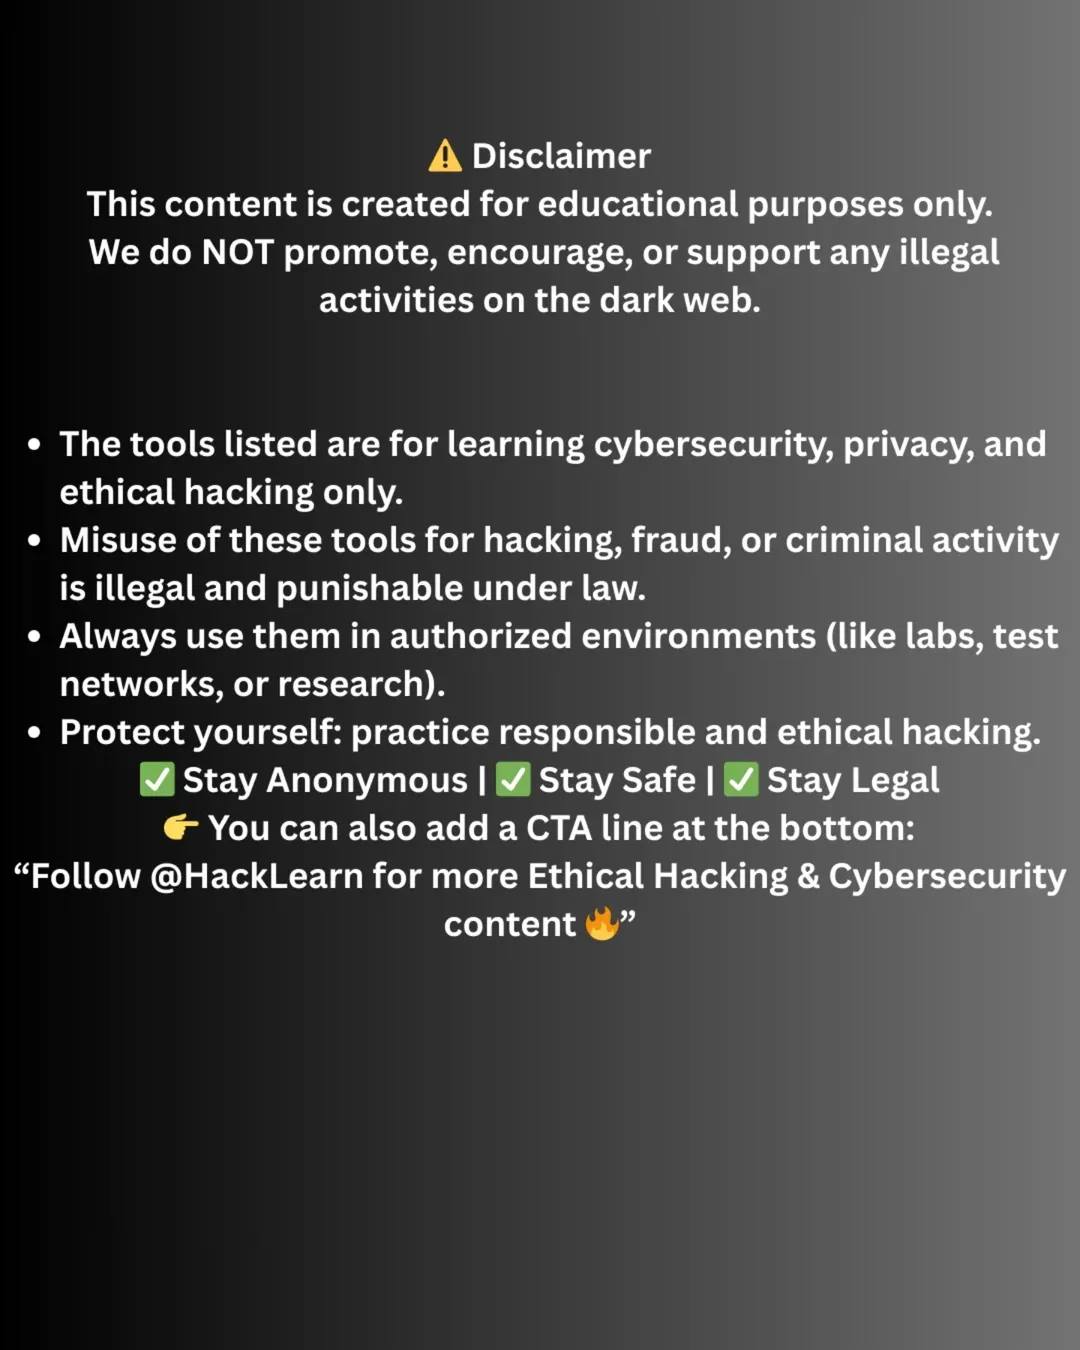 ⚠️ Disclaimer
This content is created for educational purposes only.
We do NOT promote, encourage, or support any illegal
activities on the dark web.
• The tools listed are for learning cybersecurity, privacy, and
ethical hacking only.
• Misuse of these tools for hacking, fraud, or criminal activity
is illegal and punishable under law.
• Always use them in authorized environments (like labs, test
networks, or research).
• Protect yourself: practice responsible and ethical hacking.
✅ Stay Anonymous | ✅ Stay Safe | ✅ Stay Legal
👉 You can also add a CTA line at the bottom:
“Follow @HackLearn for more Ethical Hacking & Cybersecurity
content 🔥”